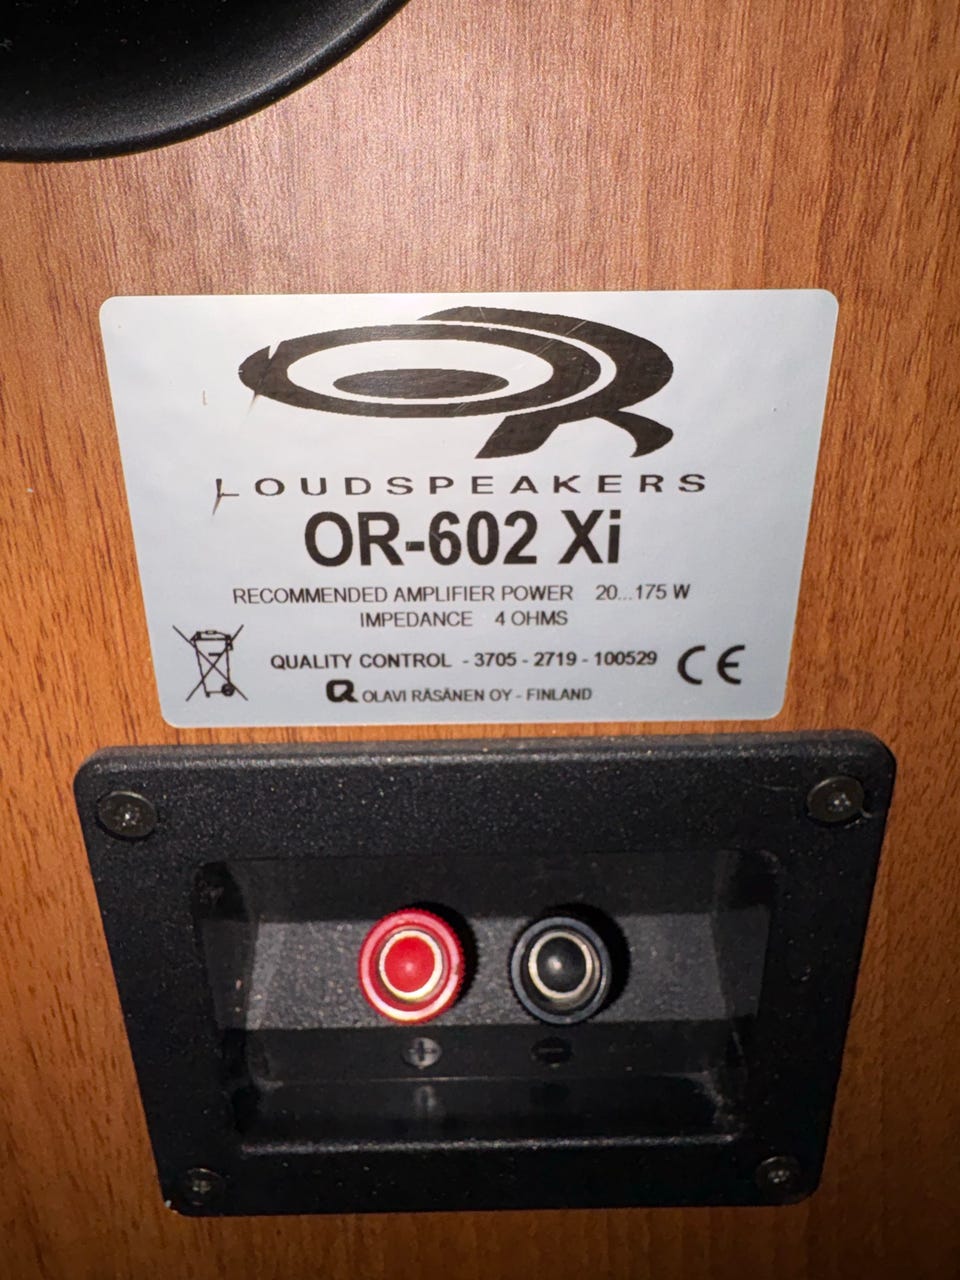 LOUDSPEAKERS
OR-602 Xi
RECOMMENDED AMPLIFIER POWER 20...175 W
IMPEDANCE 4 OHMS
QUALITY CONTROL - 3705 - 2719 - 100529 CE
OLAVI RÄSÄNEN OY - FINLAND
+ −